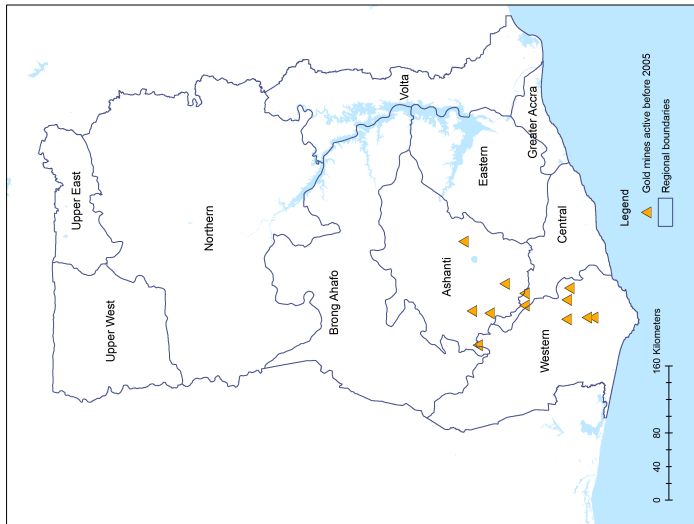 Upper East
Upper West
Northern
Brong Ahafo
Volta
Ashanti
Eastern
Greater Accra
Central
Western
Legend
Gold mines active before 2005
Regional boundaries
0 40 80 160 Kilometers